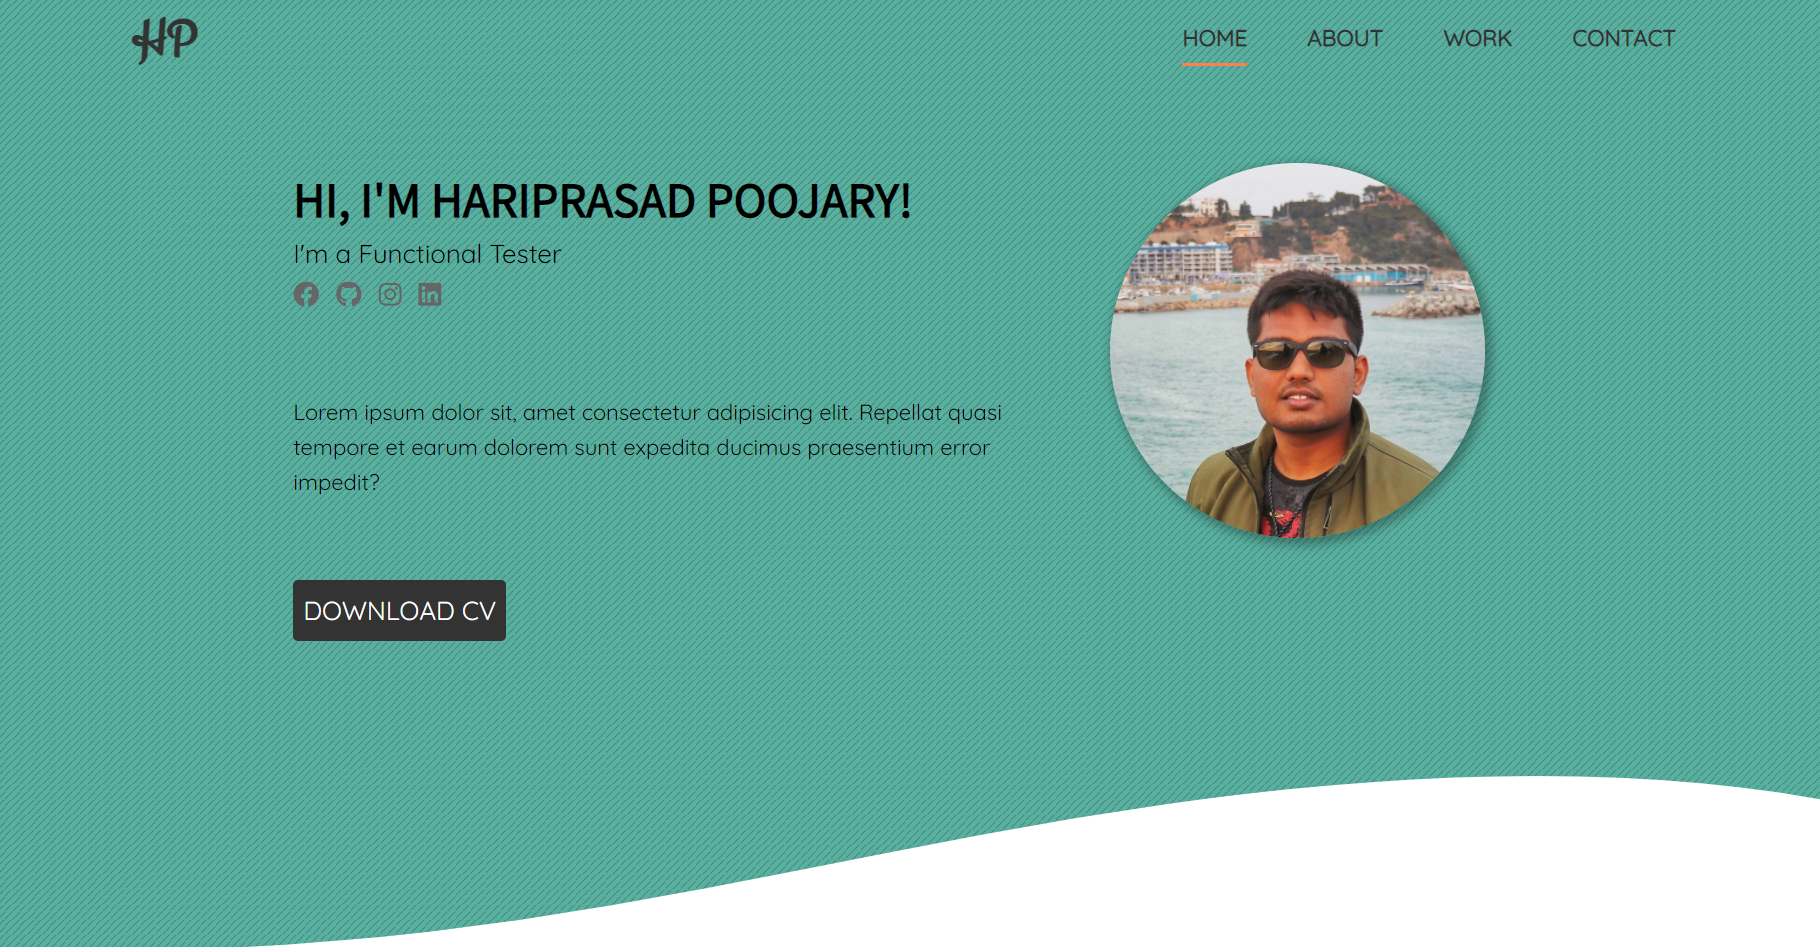 HP
HOME ABOUT WORK CONTACT
HI, I'M HARIPRASAD POOJARY!
I'm a Functional Tester
Lorem ipsum dolor sit, amet consectetur adipisicing elit. Repellat quasi
tempore et earum dolorem sunt expedita ducimus praesentium error
impedit?
DOWNLOAD CV